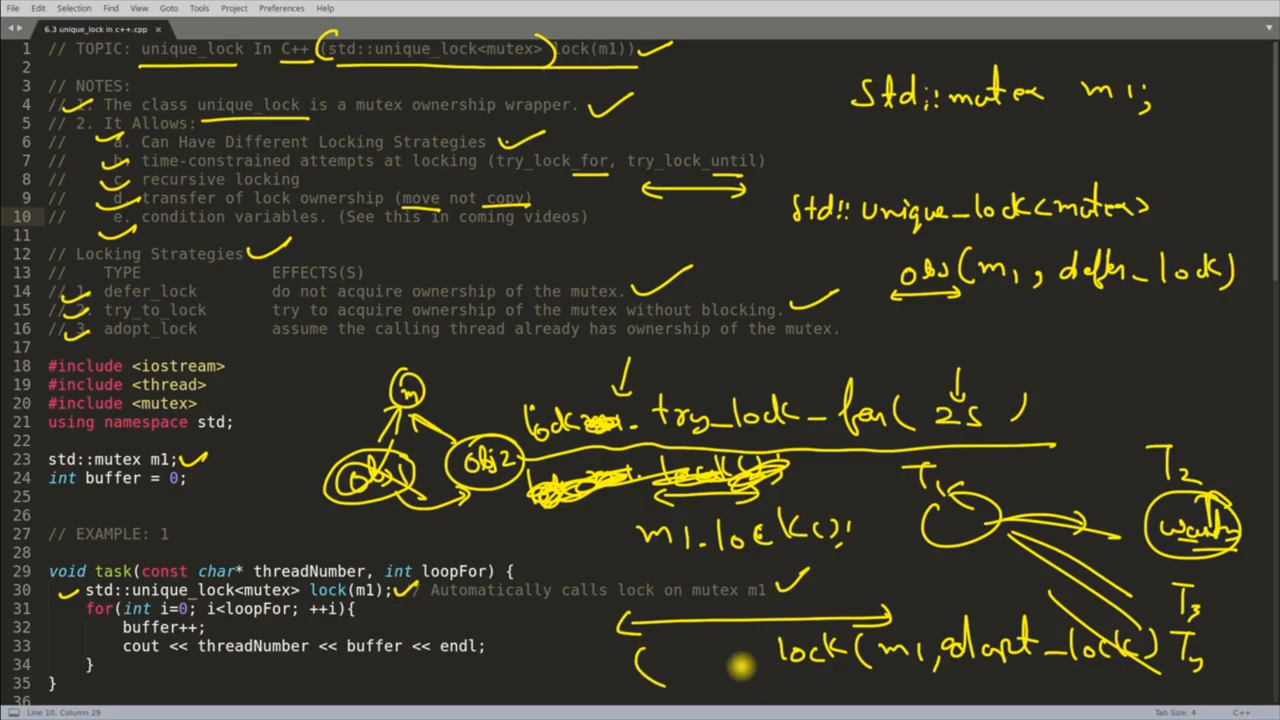 File Edit Selection Find View Goto Tools Project Preferences Help
6.3 unique_lock in c++.cpp ×
1 // TOPIC: unique_lock In C++ (std::unique_lock<mutex> lock(m1))
2
3 // NOTES:
4 // 1. The class unique_lock is a mutex ownership wrapper.
5 // 2. It Allows:
6 // a. Can Have Different Locking Strategies
7 // b. time-constrained attempts at locking (try_lock_for, try_lock_until)
8 // c. recursive locking
9 // d. transfer of lock ownership (move not copy)
10 // e. condition variables. (See this in coming videos)
11
12 // Locking Strategies
13 // TYPE EFFECTS(S)
14 // 1. defer_lock do not acquire ownership of the mutex.
15 // 2. try_to_lock try to acquire ownership of the mutex without blocking.
16 // 3. adopt_lock assume the calling thread already has ownership of the mutex.
17
18 #include <iostream>
19 #include <thread>
20 #include <mutex>
21 using namespace std;
22
23 std::mutex m1;
24 int buffer = 0;
25
26
27 // EXAMPLE: 1
28
29 void task(const char* threadNumber, int loopFor) {
30 std::unique_lock<mutex> lock(m1); // Automatically calls lock on mutex m1
31 for(int i=0; i<loopFor; ++i){
32 buffer++;
33 cout << threadNumber << buffer << endl;
34 }
35 }
36
Std::mutex m1;
Std::unique_lock<mutex>
obj(m1, defer_lock)
m
obj1 obj2
lock. try_lock_for(2s)
T1 T2
m1.lock();
T3
lock(m1, adopt_lock)
Line 10, Column 29 Tab Size: 4 C++